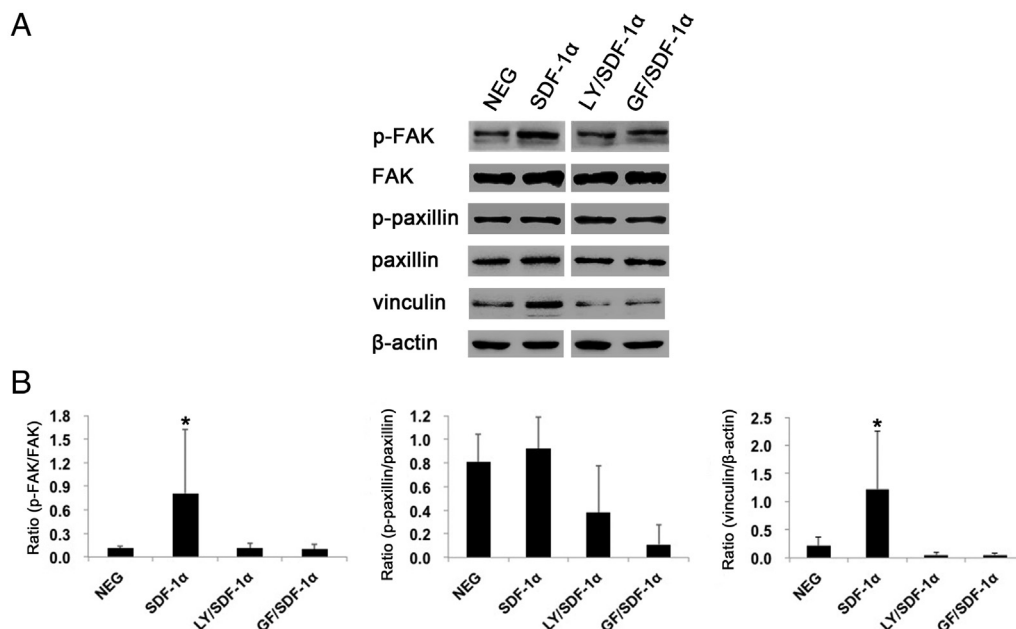 A
NEG SDF-1α LY/SDF-1α GF/SDF-1α
p-FAK
FAK
p-paxillin
paxillin
vinculin
β-actin
B
Ratio (p-FAK/FAK)
1.8
1.5
1.2
0.9
0.6
0.3
0.0
*
NEG SDF-1α LY/SDF-1α GF/SDF-1α
Ratio (p-paxillin/paxillin)
1.2
1.0
0.8
0.6
0.4
0.2
0.0
NEG SDF-1α LY/SDF-1α GF/SDF-1α
Ratio (vinculin/β-actin)
2.5
2.0
1.5
1.0
0.5
0.0
*
NEG SDF-1α LY/SDF-1α GF/SDF-1α